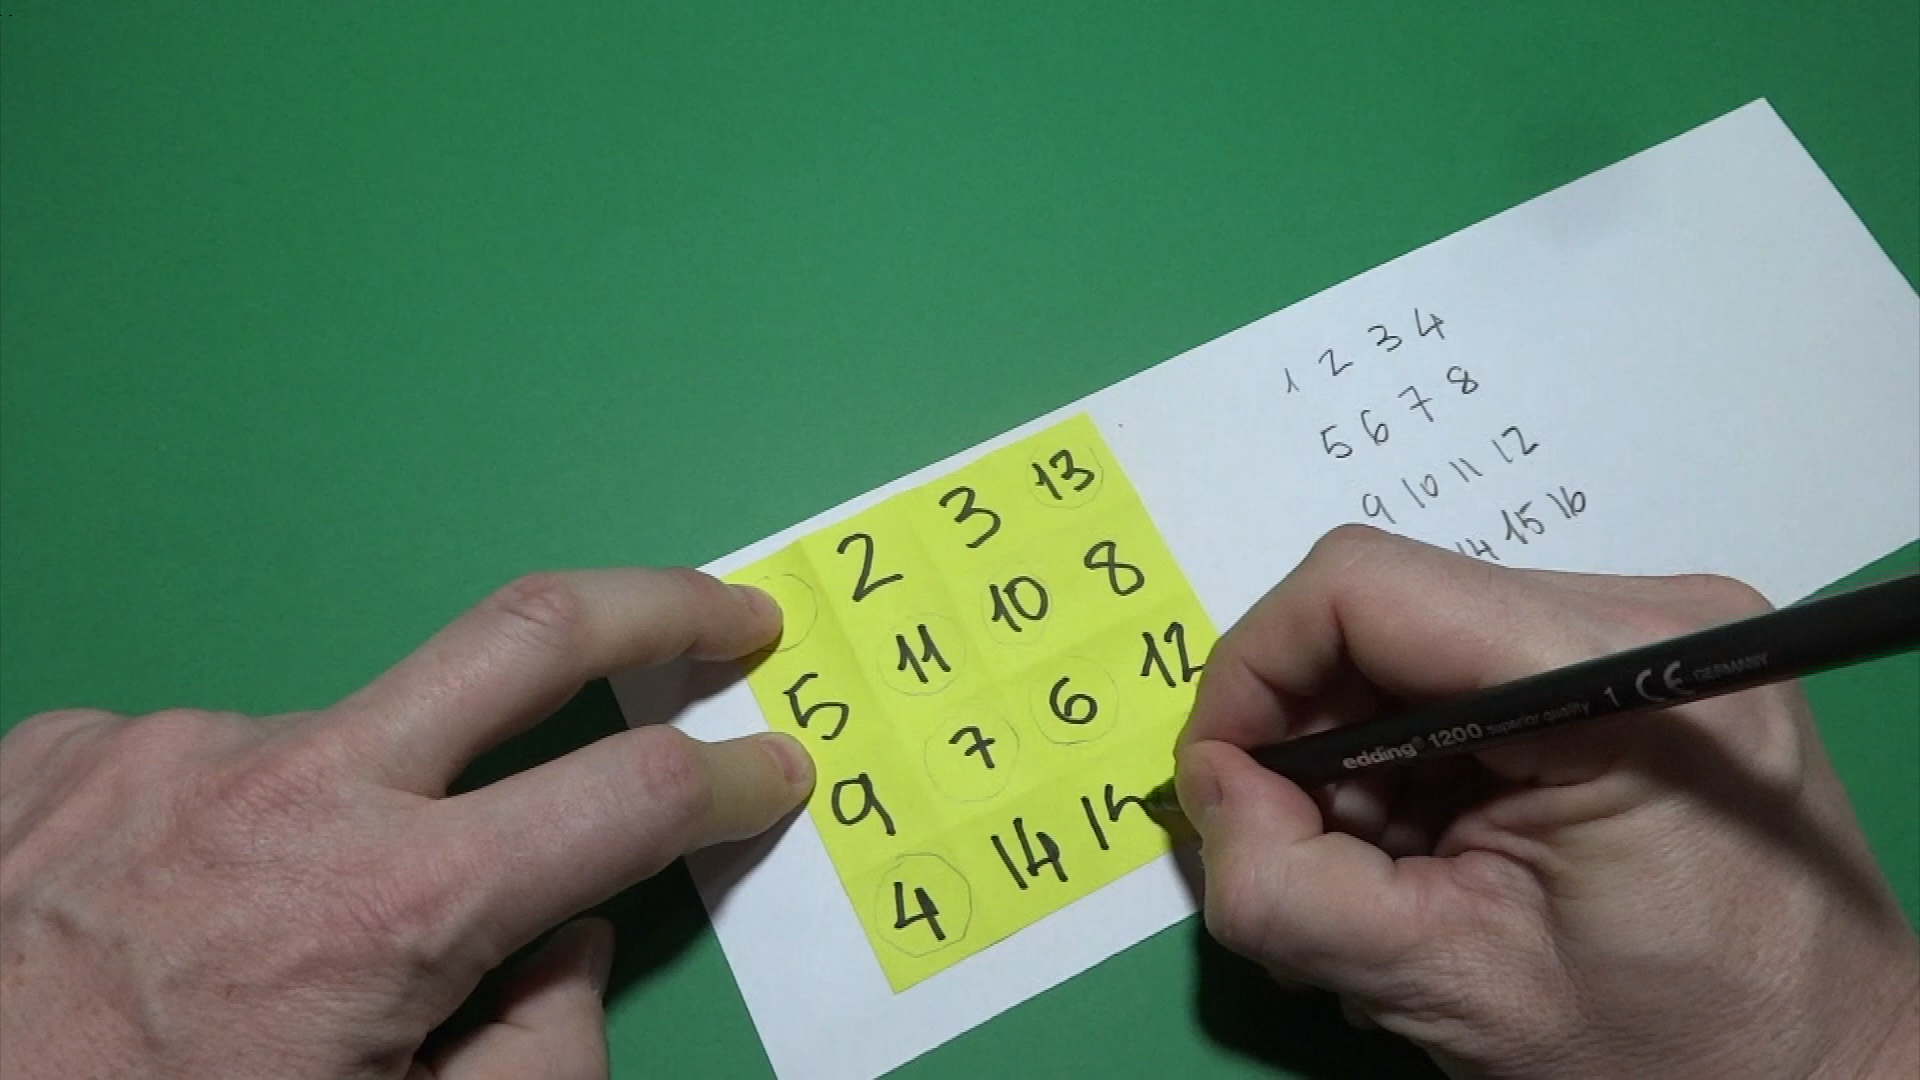 2 3 13
5 11 10 8
9 7 6 12
4 14
1 2 3 4
5 6 7 8
9 10 11 12
14 15 16
edding® 1200 superior quality 1 CE GERMANY